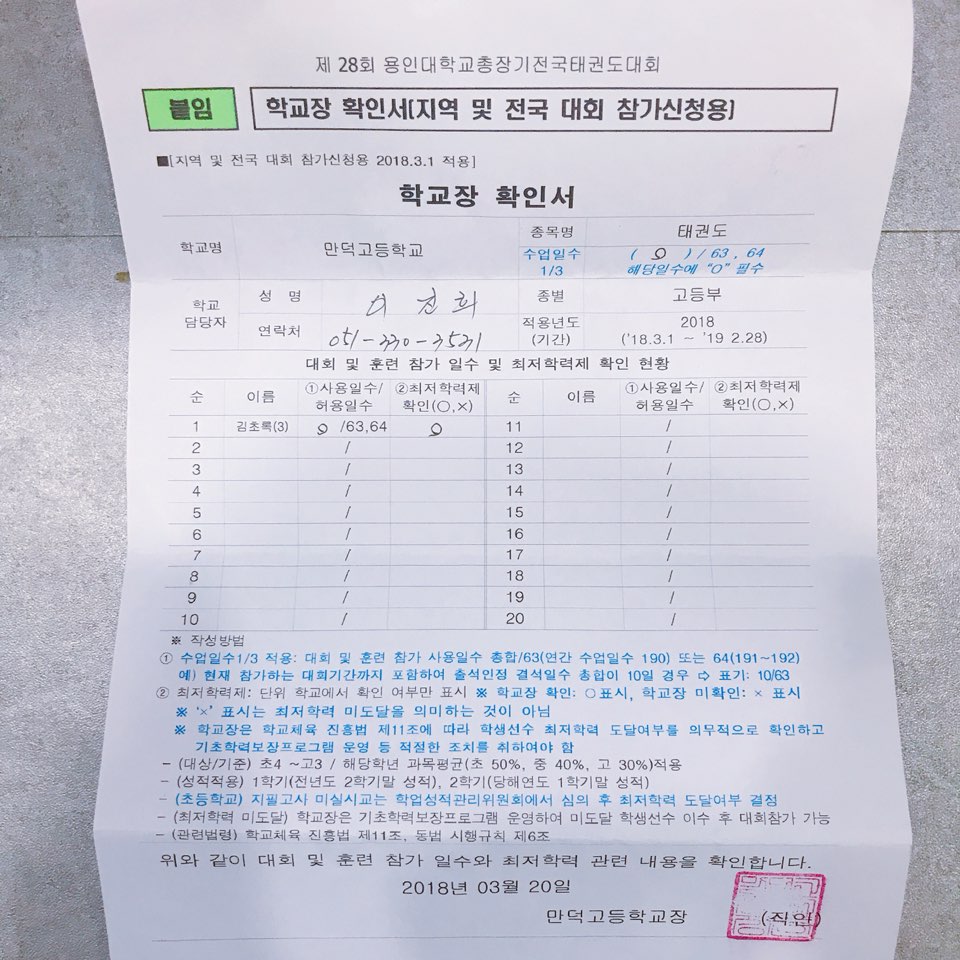 제 28회 용인대학교총장기전국태권도대회
붙임 학교장 확인서(지역 및 전국 대회 참가신청용)
■[지역 및 전국 대회 참가신청용 2018.3.1 적용]
학교장 확인서
학교명 만덕고등학교 종목명 태권도
수업일수 1/3 ( 0 ) / 63 , 64
해당일수에 "O" 필수
학교 담당자 성 명 종별 고등부
연락처 051-330-3531 적용년도 (기간) 2018
('18.3.1 ~ '19 2.28)
대회 및 훈련 참가 일수 및 최저학력제 확인 현황
순 이름 ①사용일수/허용일수 ②최저학력제 확인(○,×) 순 이름 ①사용일수/허용일수 ②최저학력제 확인(○,×)
1 김초록(3) 0 /63,64 0 11 /
2 / 12 /
3 / 13 /
4 / 14 /
5 / 15 /
6 / 16 /
7 / 17 /
8 / 18 /
9 / 19 /
10 / 20 /
※ 작성방법
① 수업일수1/3 적용: 대회 및 훈련 참가 사용일수 총합/63(연간 수업일수 190) 또는 64(191~192)
예) 현재 참가하는 대회기간까지 포함하여 출석인정 결석일수 총합이 10일 경우 ⇨ 표기: 10/63
② 최저학력제: 단위 학교에서 확인 여부만 표시 ※ 학교장 확인: ○표시, 학교장 미확인: × 표시
※ '×' 표시는 최저학력 미도달을 의미하는 것이 아님
※ 학교장은 학교체육 진흥법 제11조에 따라 학생선수 최저학력 도달여부를 의무적으로 확인하고
기초학력보장프로그램 운영 등 적절한 조치를 취하여야 함
- (대상/기준) 초4 ~고3 / 해당학년 과목평균(초 50%, 중 40%, 고 30%)적용
- (성적적용) 1학기(전년도 2학기말 성적), 2학기(당해연도 1학기말 성적)
- (초등학교) 지필고사 미실시교는 학업성적관리위원회에서 심의 후 최저학력 도달여부 결정
- (최저학력 미도달) 학교장은 기초학력보장프로그램 운영하여 미도달 학생선수 이수 후 대회참가 가능
- (관련법령) 학교체육 진흥법 제11조, 동법 시행규칙 제6조
위와 같이 대회 및 훈련 참가 일수와 최저학력 관련 내용을 확인합니다.
2018년 03월 20일
만덕고등학교장 (직인)